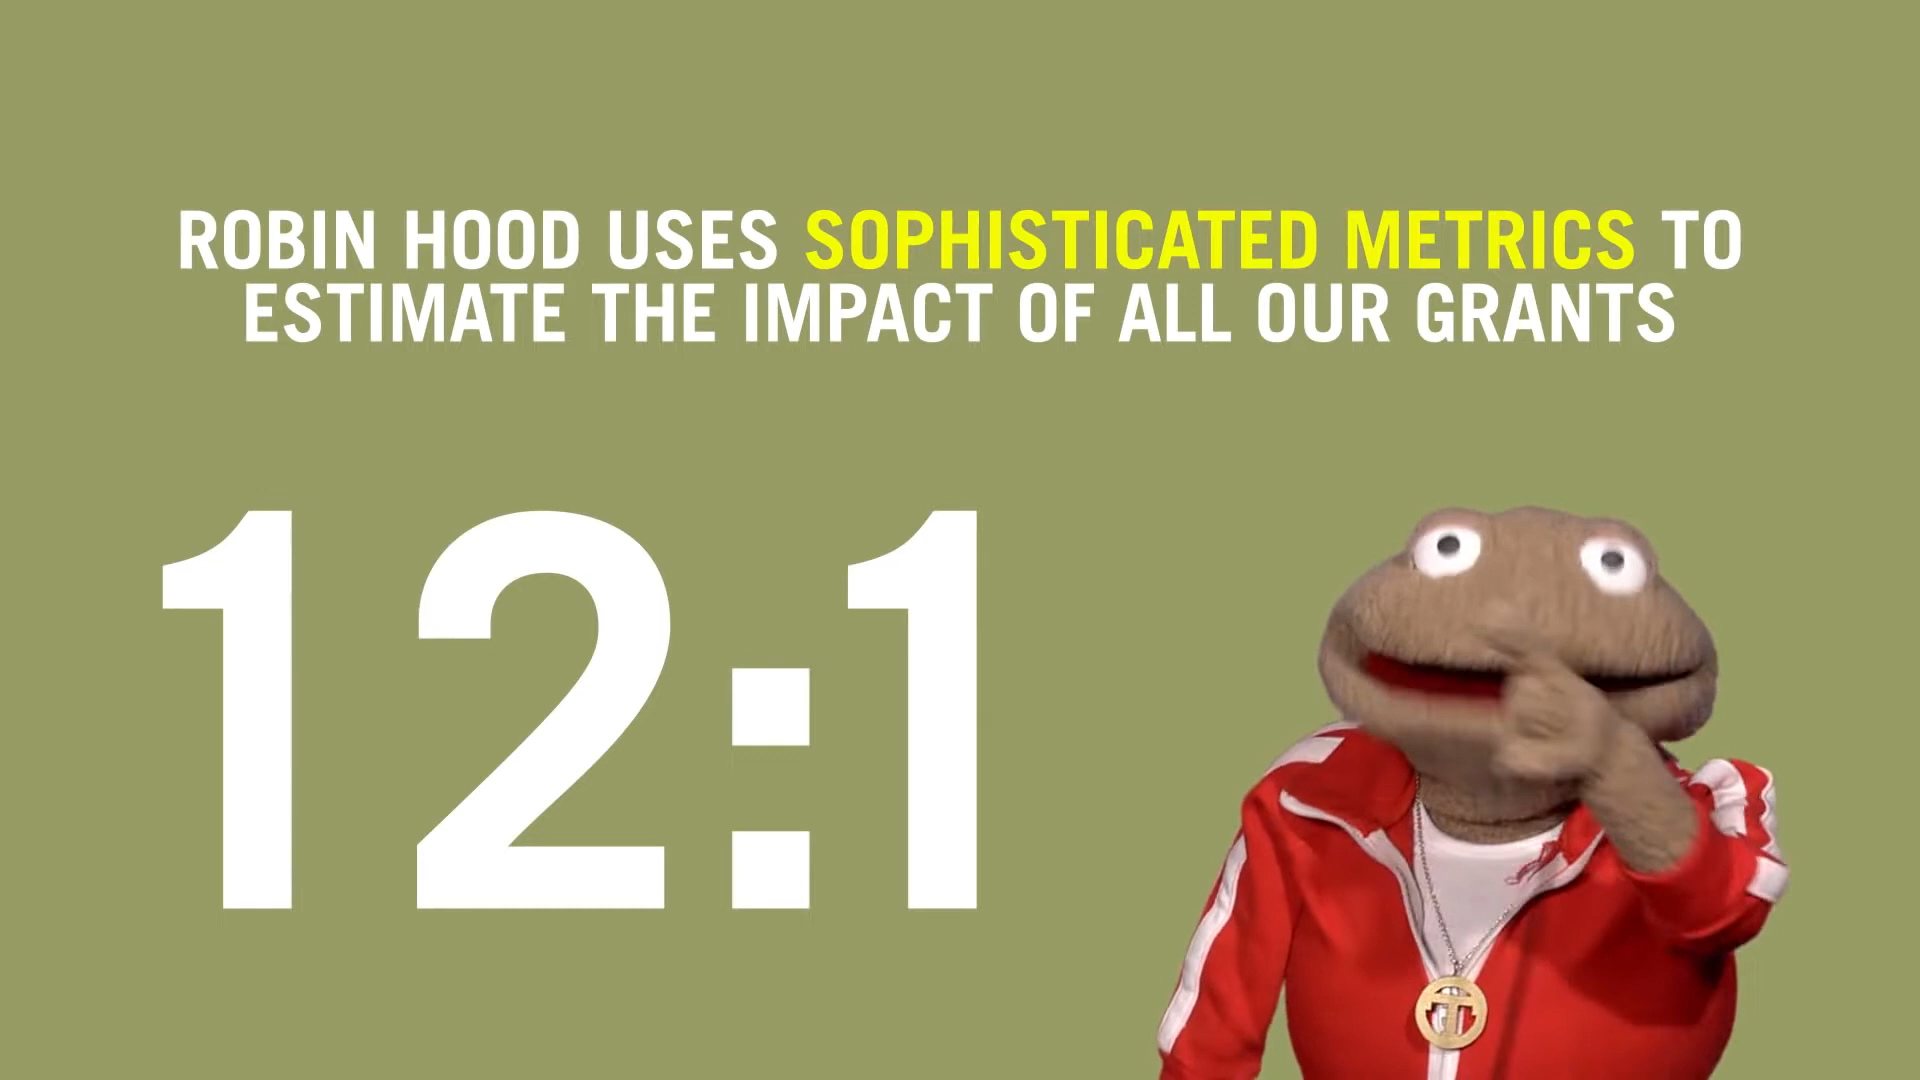 ROBIN HOOD USES SOPHISTICATED METRICS TO
ESTIMATE THE IMPACT OF ALL OUR GRANTS
12:1
T